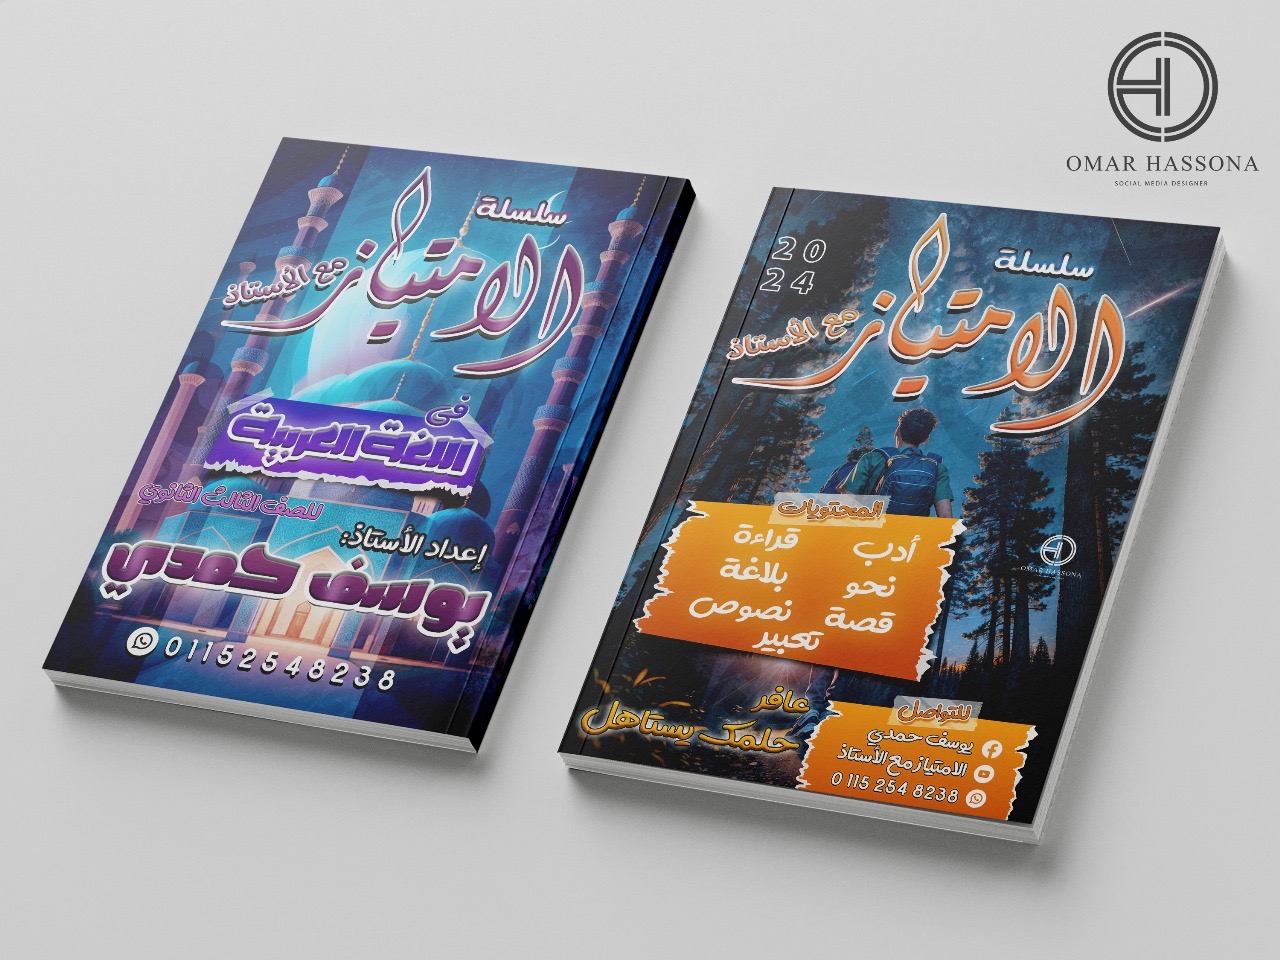 OMAR HASSONA
SOCIAL MEDIA DESIGNER
سلسلة
الامتياز
مع الأستاذ
في
اللغة العربية
للصف الثالث الثانوي
إعداد الأستاذ:
يوسف حمدي
01152548238
20
24
سلسلة
الامتياز
مع الأستاذ
المحتويات
أدب قراءة
نحو بلاغة
قصة نصوص
تعبير
OMAR HASSONA
عافر
حلمك يستاهل
للتواصل
يوسف حمدي
الامتياز مع الأستاذ
0 115 254 8238